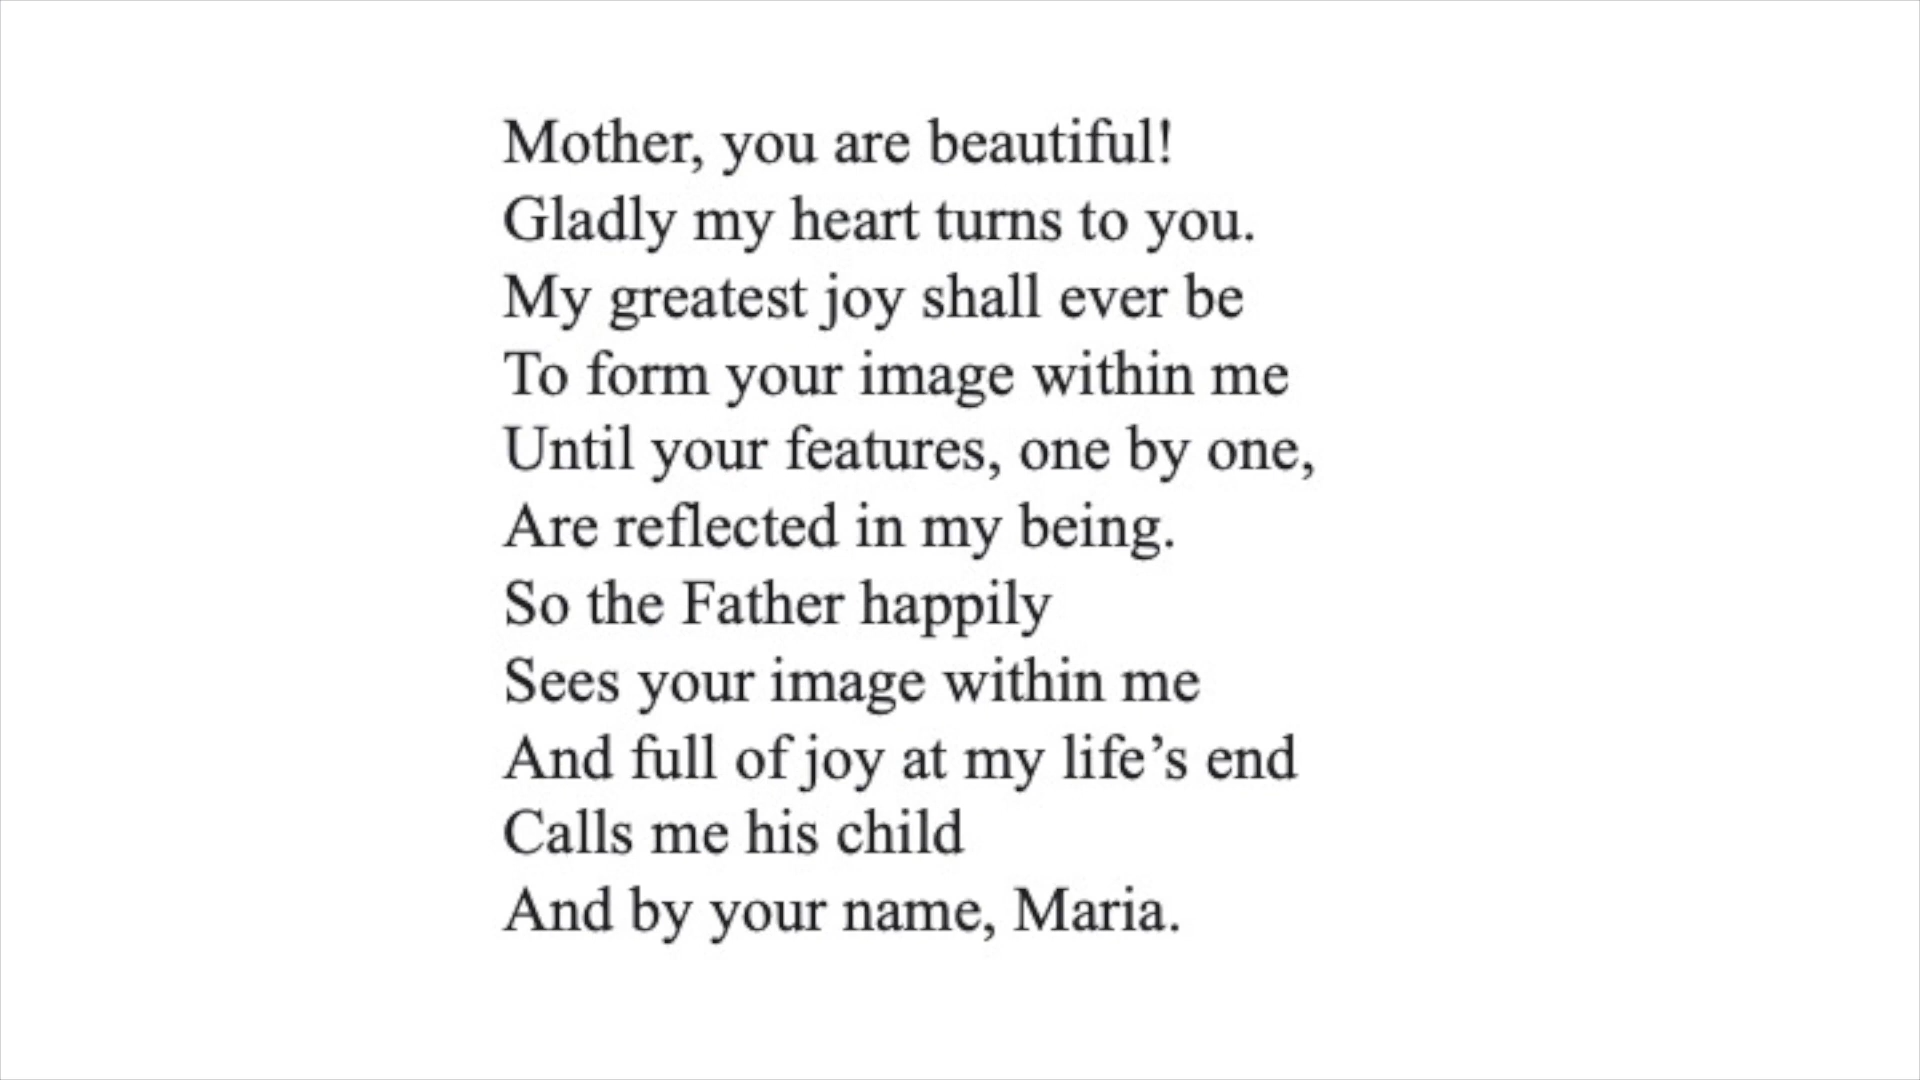 Mother, you are beautiful!
Gladly my heart turns to you.
My greatest joy shall ever be
To form your image within me
Until your features, one by one,
Are reflected in my being.
So the Father happily
Sees your image within me
And full of joy at my life’s end
Calls me his child
And by your name, Maria.